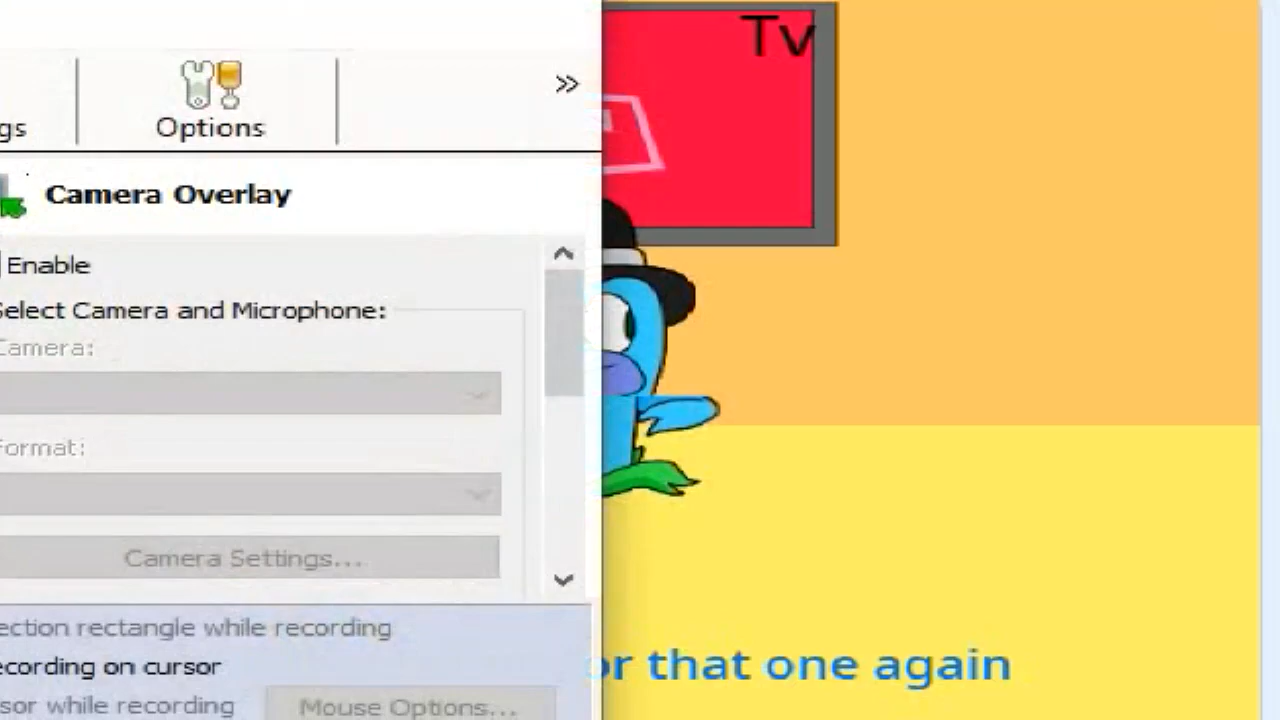 Tv
gs
Options
Camera Overlay
Enable
Select Camera and Microphone:
Camera:
Format:
Camera Settings...
ection rectangle while recording
ecording on cursor
sor while recording
Mouse Options...
or that one again